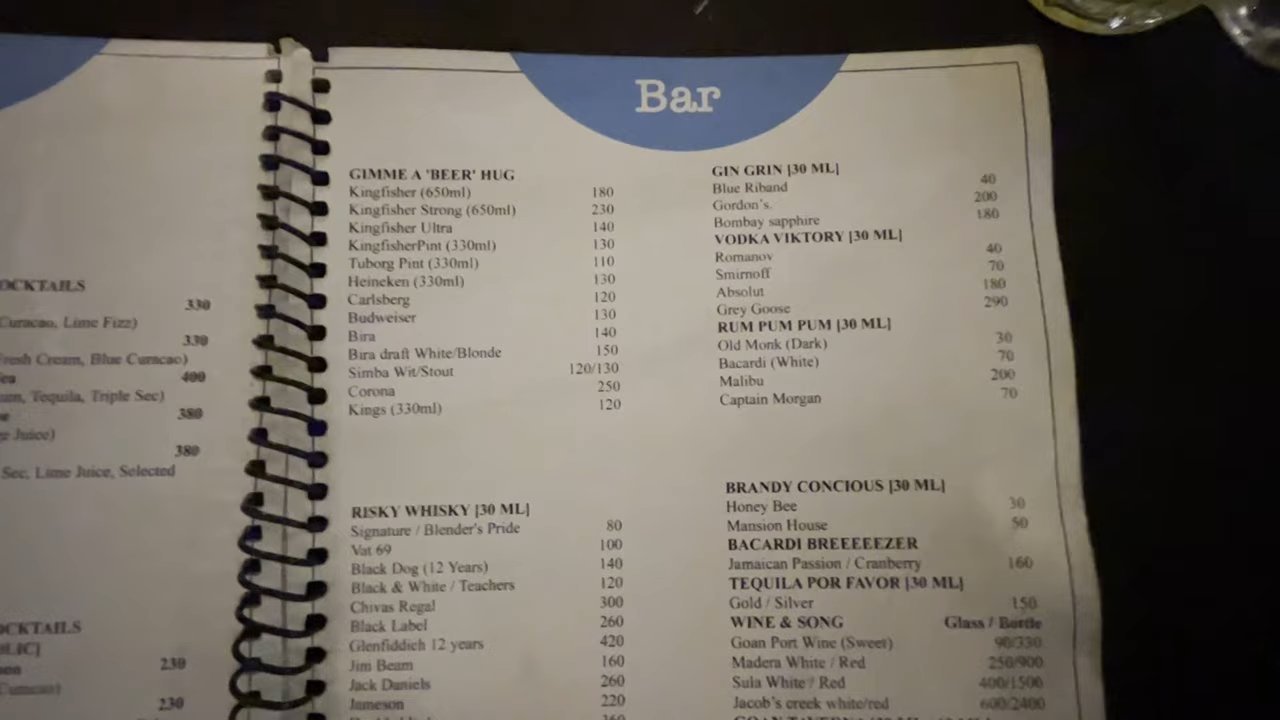 Bar
OCKTAILS
330
Curacao, Lime Fizz)
330
Fresh Cream, Blue Curacao)
400
Tequila, Triple Sec)
380
Juice)
380
Sec, Lime Juice, Selected
OCKTAILS
230
Curacao)
230
GIMME A 'BEER' HUG
Kingfisher (650ml) 180
Kingfisher Strong (650ml) 230
Kingfisher Ultra 140
KingfisherPint (330ml) 130
Tuborg Pint (330ml) 110
Heineken (330ml) 130
Carlsberg 120
Budweiser 130
Bira 140
Bira draft White/Blonde 150
Simba Wit/Stout 120/130
Corona 250
Kings (330ml) 120
RISKY WHISKY [30 ML]
Signature / Blender's Pride 80
Vat 69 100
Black Dog (12 Years) 140
Black & White / Teachers 120
Chivas Regal 300
Black Label 260
Glenfiddich 12 years 420
Jim Beam 160
Jack Daniels 260
Jameson 220
GIN GRIN [30 ML]
Blue Riband 40
Gordon's. 200
Bombay sapphire 180
VODKA VIKTORY [30 ML]
Romanov 40
Smirnoff 70
Absolut 180
Grey Goose 290
RUM PUM PUM [30 ML]
Old Monk (Dark) 30
Bacardi (White) 70
Malibu 200
Captain Morgan 70
BRANDY CONCIOUS [30 ML]
Honey Bee 30
Mansion House 50
BACARDI BREEEEEZER
Jamaican Passion / Cranberry 160
TEQUILA POR FAVOR [30 ML]
Gold / Silver 150
WINE & SONG Glass / Bottle
Goan Port Wine (Sweet) 90/330
Madera White / Red 250/900
Sula White / Red 400/1500
Jacob's creek white/red 600/2400